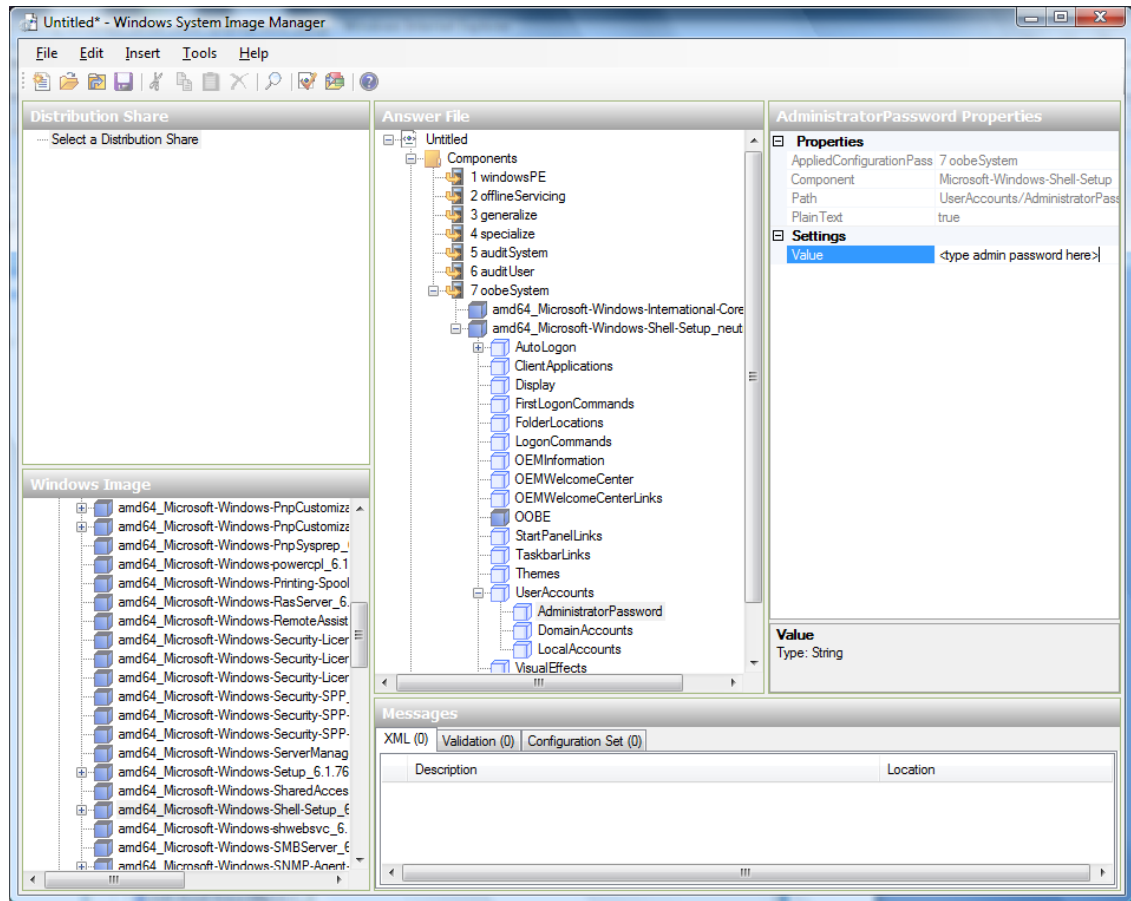 Untitled* - Windows System Image Manager
File Edit Insert Tools Help
Distribution Share
Select a Distribution Share
Windows Image
amd64_Microsoft-Windows-PnpCustomiza
amd64_Microsoft-Windows-PnpCustomiza
amd64_Microsoft-Windows-PnpSysprep_
amd64_Microsoft-Windows-powercpl_6.1
amd64_Microsoft-Windows-Printing-Spool
amd64_Microsoft-Windows-RasServer_6.
amd64_Microsoft-Windows-RemoteAssist
amd64_Microsoft-Windows-Security-Licer
amd64_Microsoft-Windows-Security-Licer
amd64_Microsoft-Windows-Security-Licer
amd64_Microsoft-Windows-Security-SPP_
amd64_Microsoft-Windows-Security-SPP-
amd64_Microsoft-Windows-Security-SPP-
amd64_Microsoft-Windows-ServerManag
amd64_Microsoft-Windows-Setup_6.1.76
amd64_Microsoft-Windows-SharedAcces
amd64_Microsoft-Windows-Shell-Setup_6
amd64_Microsoft-Windows-shwebsvc_6.
amd64_Microsoft-Windows-SMBServer_6
amd64_Microsoft-Windows-SNMP-Agent-
Answer File
Untitled
Components
1 windowsPE
2 offlineServicing
3 generalize
4 specialize
5 auditSystem
6 auditUser
7 oobeSystem
amd64_Microsoft-Windows-International-Core
amd64_Microsoft-Windows-Shell-Setup_neut
AutoLogon
ClientApplications
Display
FirstLogonCommands
FolderLocations
LogonCommands
OEMInformation
OEMWelcomeCenter
OEMWelcomeCenterLinks
OOBE
StartPanelLinks
TaskbarLinks
Themes
UserAccounts
AdministratorPassword
DomainAccounts
LocalAccounts
VisualEffects
AdministratorPassword Properties
Properties
AppliedConfigurationPass 7 oobeSystem
Component Microsoft-Windows-Shell-Setup
Path UserAccounts/AdministratorPass
PlainText true
Settings
Value <type admin password here>
Value
Type: String
Messages
XML (0) Validation (0) Configuration Set (0)
Description Location